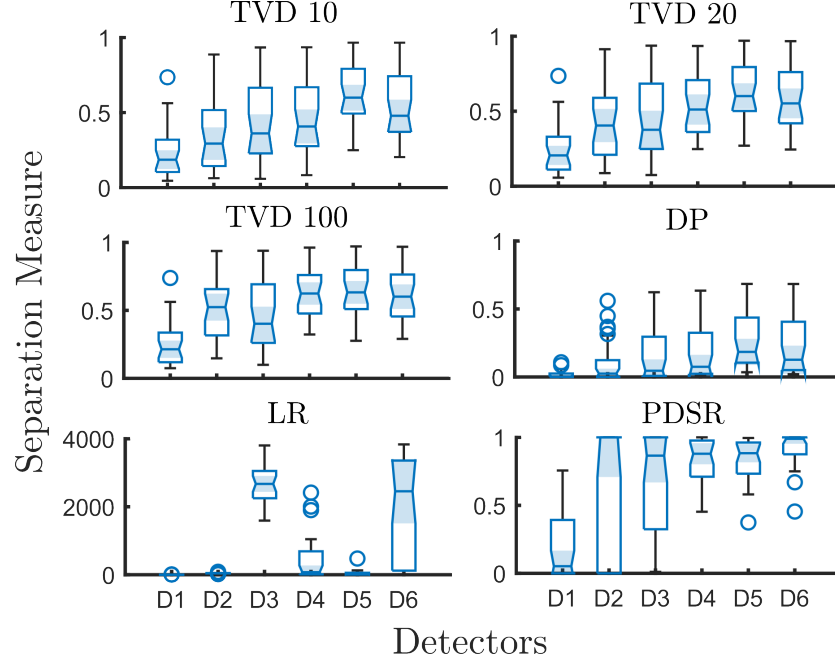 TVD 10 TVD 20
1 1
0.5 0.5
0 0
TVD 100 DP
1 1
0.5 0.5
0 0
LR PDSR
4000 1
2000 0.5
0 0
D1 D2 D3 D4 D5 D6 D1 D2 D3 D4 D5 D6
Separation Measure
Detectors